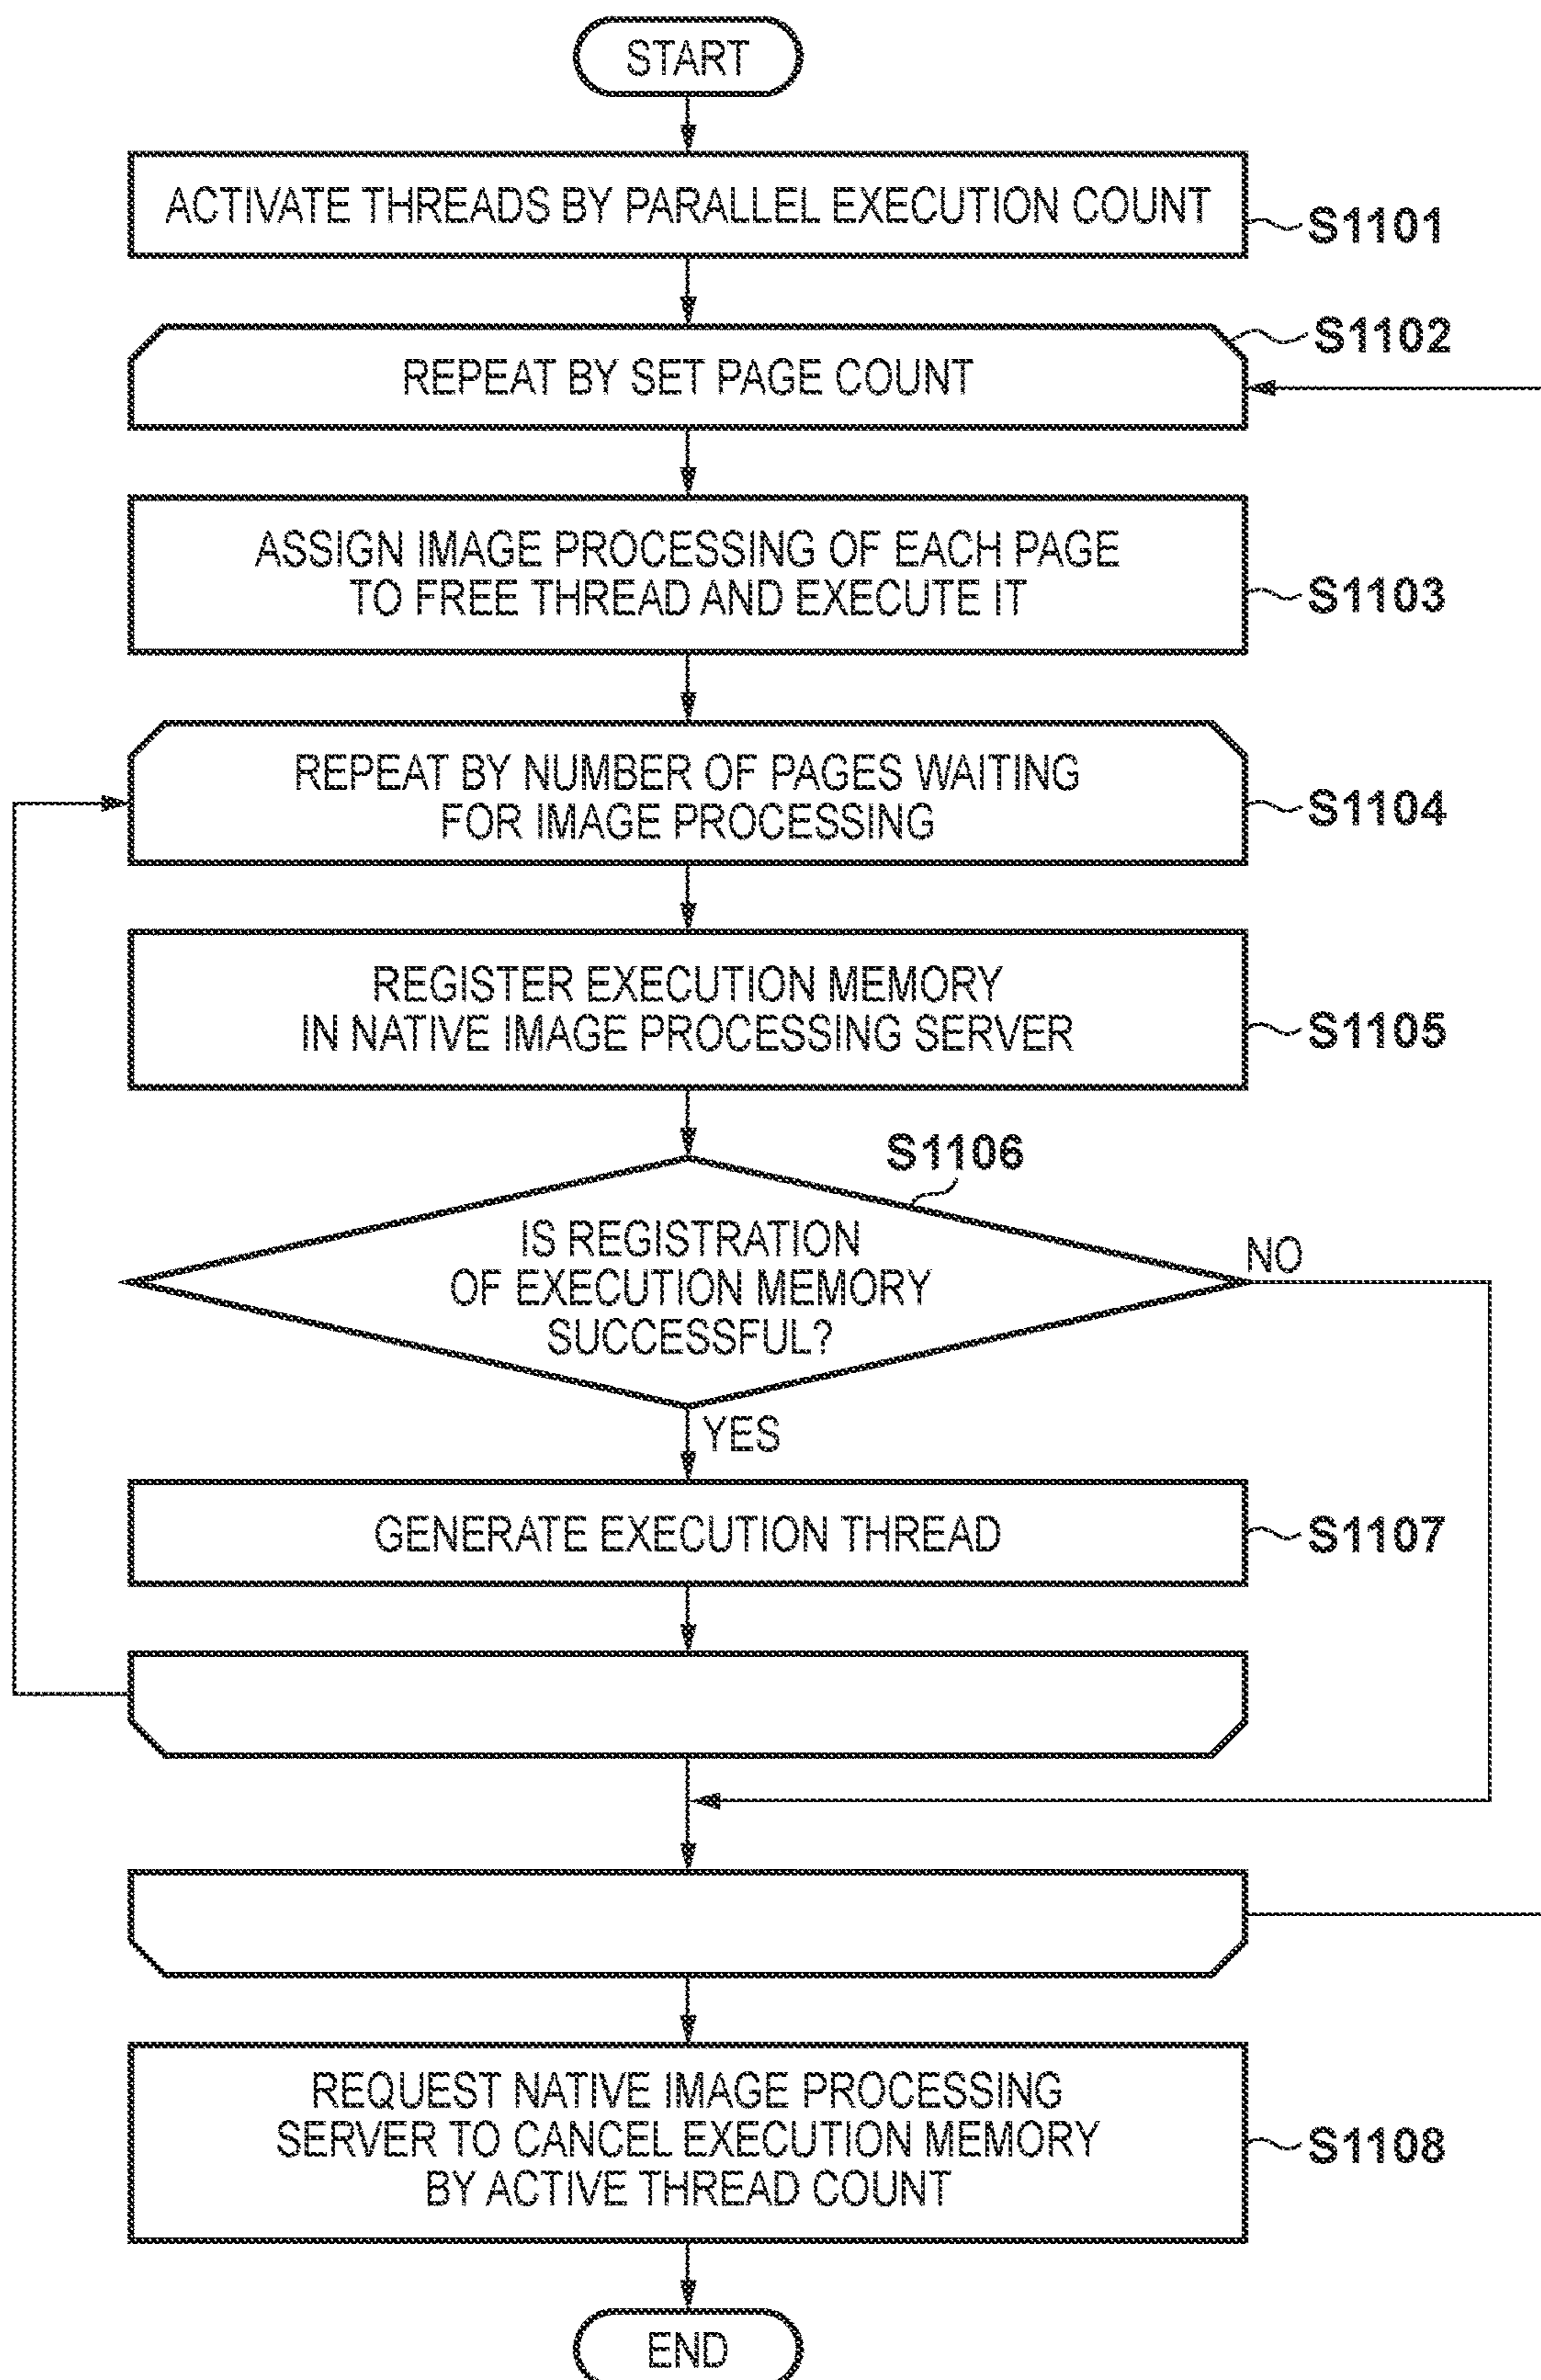 START
ACTIVATE THREADS BY PARALLEL EXECUTION COUNT
S1101
S1102
REPEAT BY SET PAGE COUNT
ASSIGN IMAGE PROCESSING OF EACH PAGE
TO FREE THREAD AND EXECUTE IT
S1103
REPEAT BY NUMBER OF PAGES WAITING
FOR IMAGE PROCESSING
S1104
REGISTER EXECUTION MEMORY
IN NATIVE IMAGE PROCESSING SERVER
S1105
S1106
IS REGISTRATION
OF EXECUTION MEMORY
SUCCESSFUL?
NO
YES
GENERATE EXECUTION THREAD
S1107
REQUEST NATIVE IMAGE PROCESSING
SERVER TO CANCEL EXECUTION MEMORY
BY ACTIVE THREAD COUNT
S1108
END